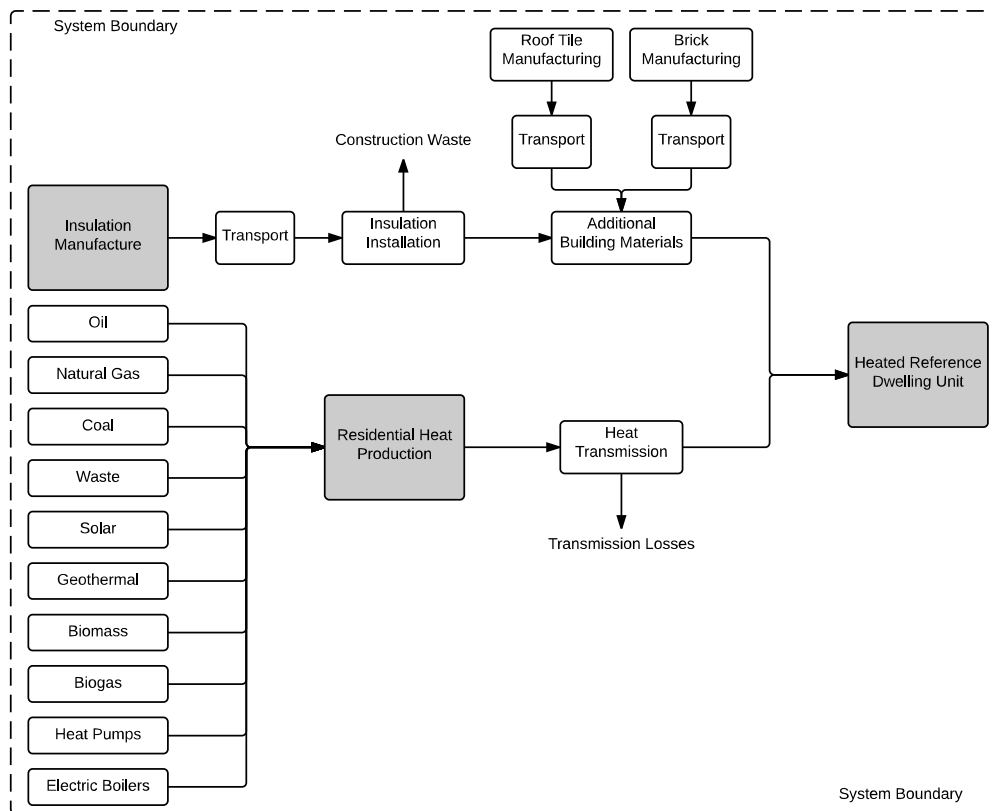 System Boundary
Roof Tile
Manufacturing
Brick
Manufacturing
Transport
Transport
Construction Waste
Insulation
Manufacture
Transport
Insulation
Installation
Additional
Building Materials
Oil
Natural Gas
Coal
Waste
Solar
Geothermal
Biomass
Biogas
Heat Pumps
Electric Boilers
Residential Heat
Production
Heat
Transmission
Transmission Losses
Heated Reference
Dwelling Unit
System Boundary